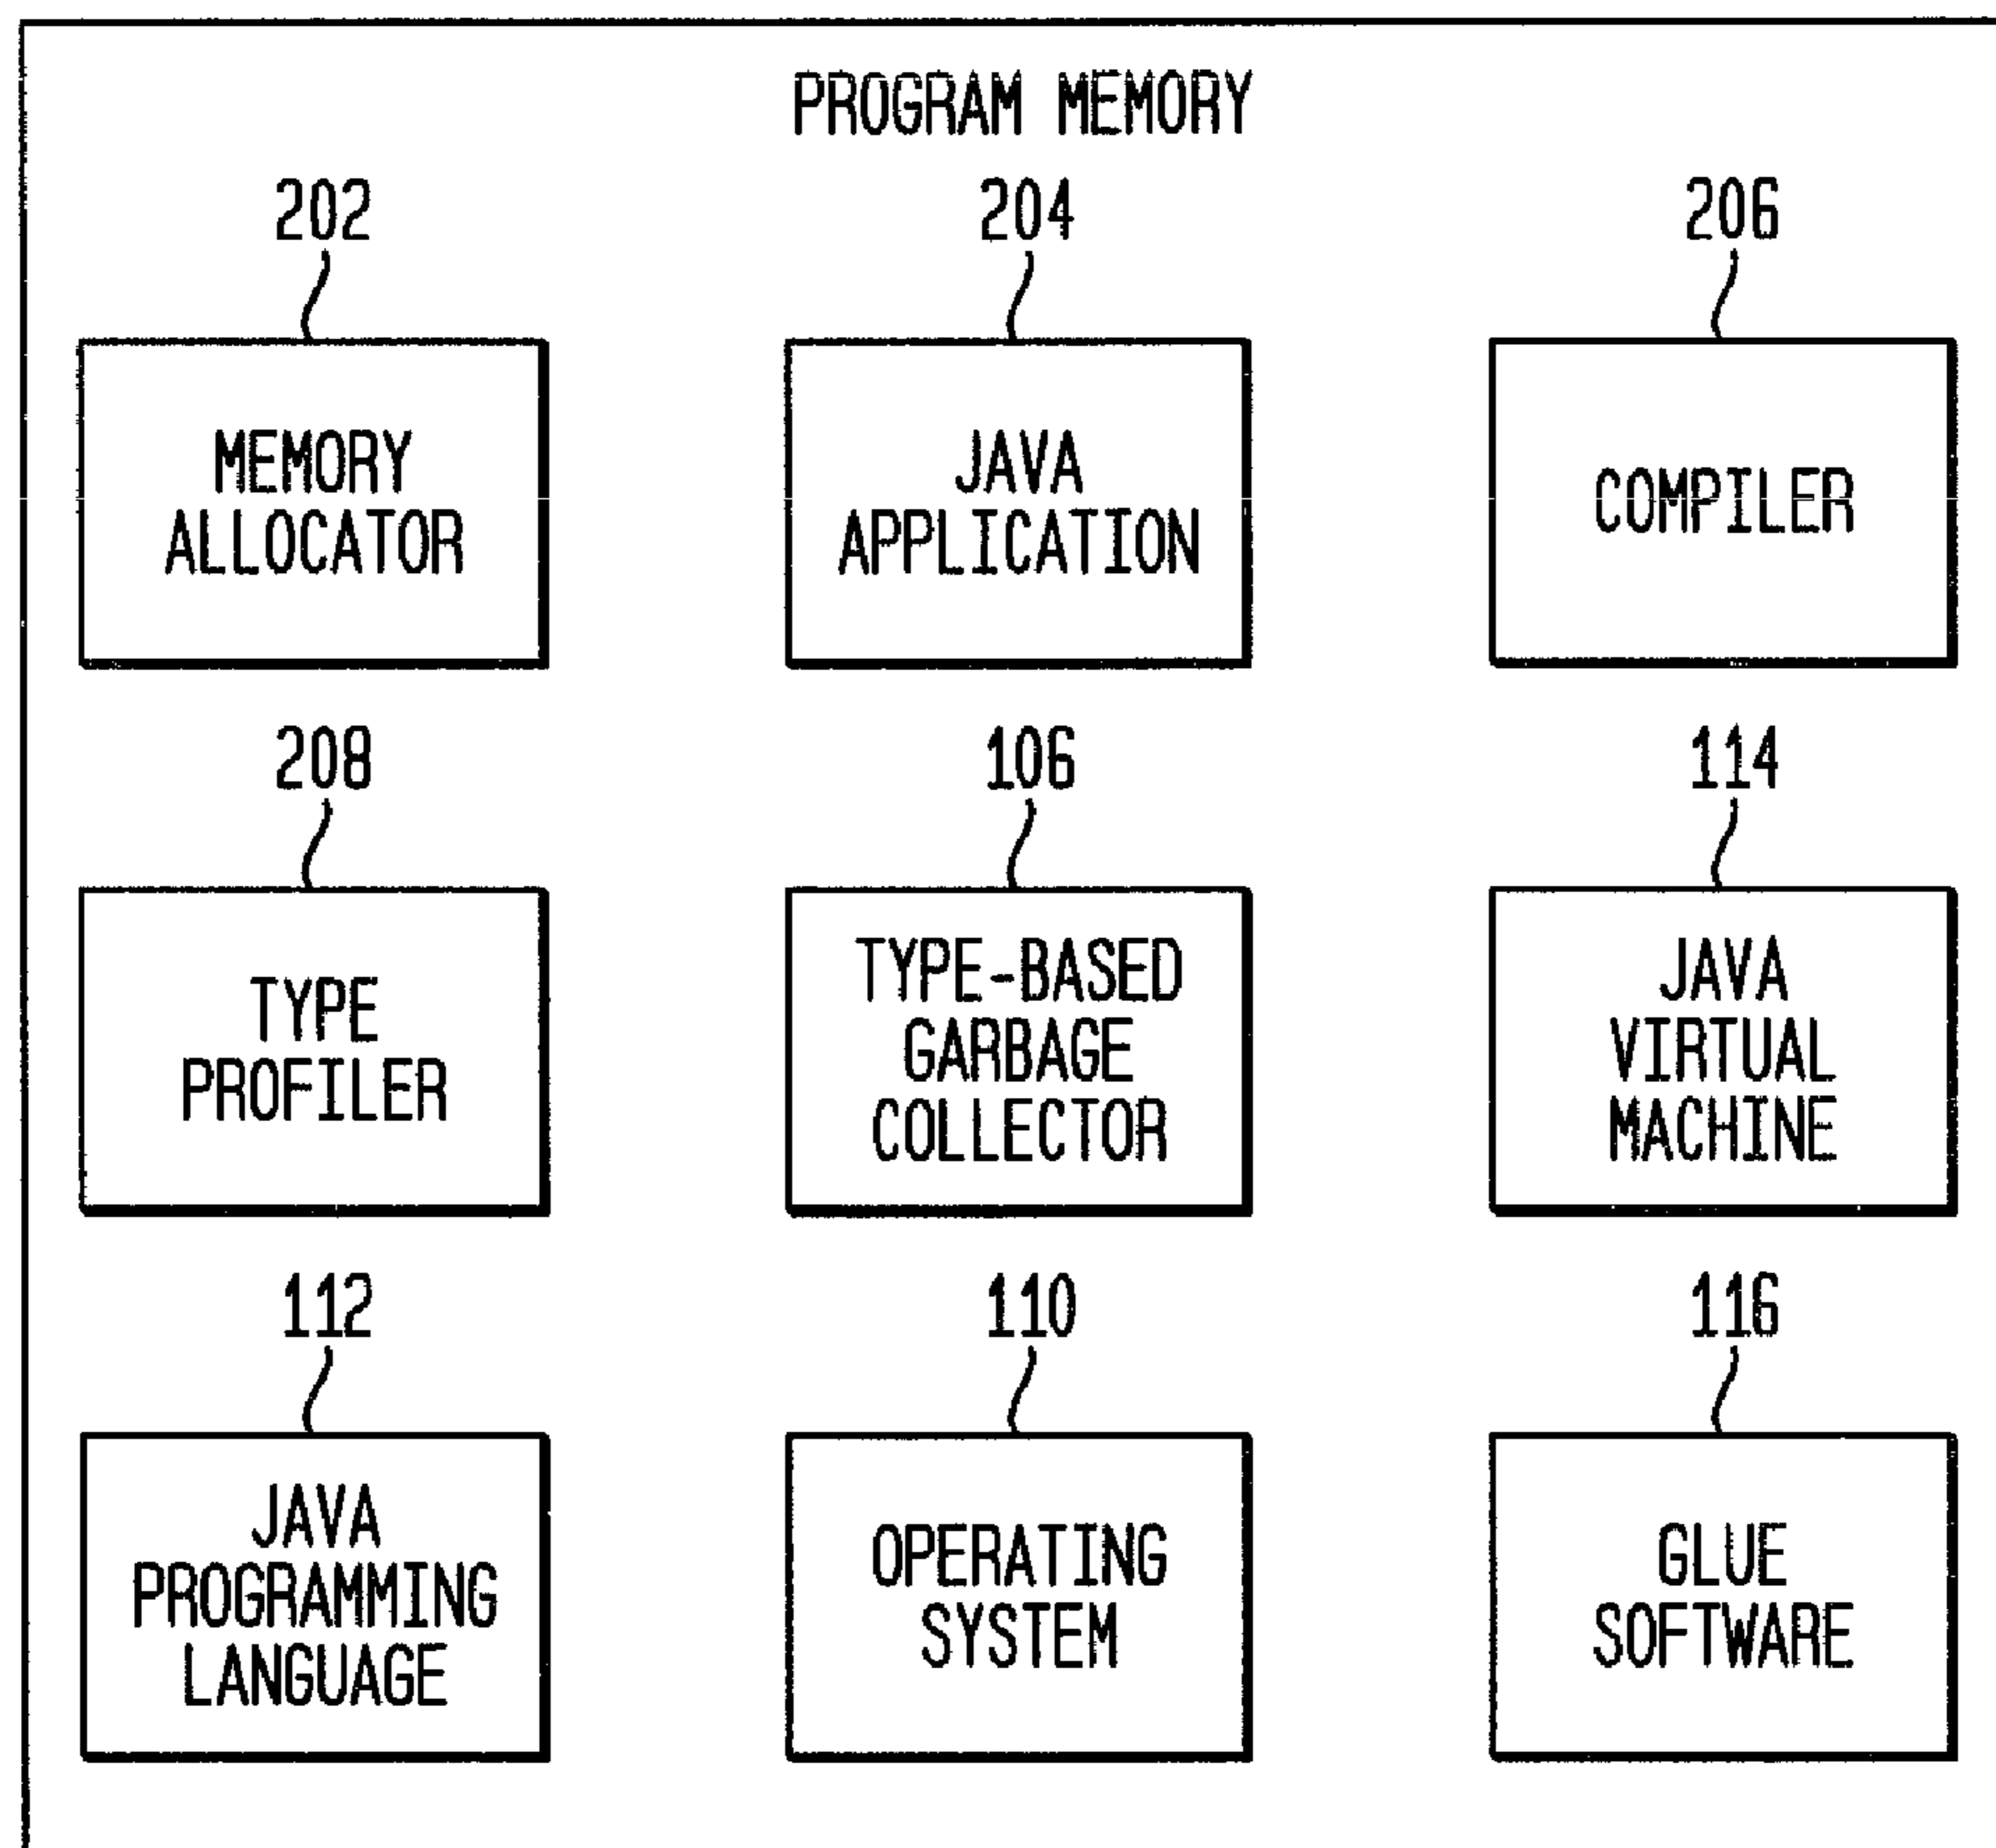 PROGRAM MEMORY
202
204
206
MEMORY
ALLOCATOR
JAVA
APPLICATION
COMPILER
208
106
114
TYPE
PROFILER
TYPE-BASED
GARBAGE
COLLECTOR
JAVA
VIRTUAL
MACHINE
112
110
116
JAVA
PROGRAMMING
LANGUAGE
OPERATING
SYSTEM
GLUE
SOFTWARE